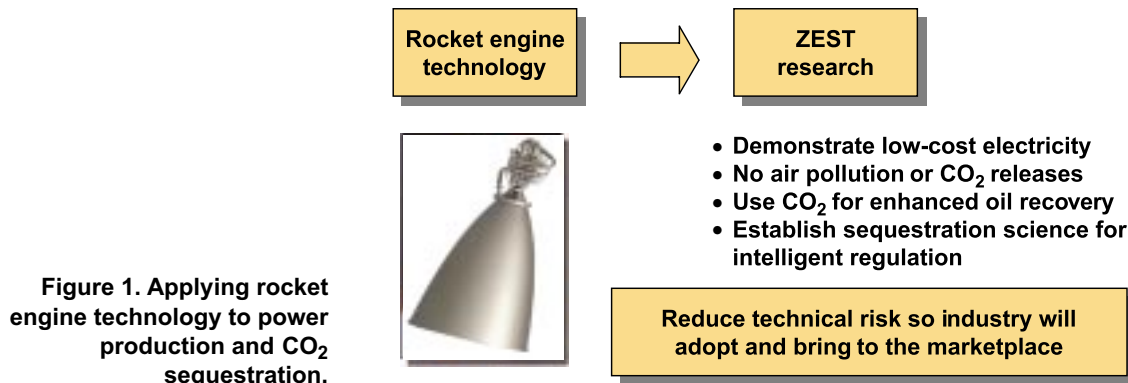 Rocket engine
technology
ZEST
research
• Demonstrate low-cost electricity
• No air pollution or CO₂ releases
• Use CO₂ for enhanced oil recovery
• Establish sequestration science for
intelligent regulation
Reduce technical risk so industry will
adopt and bring to the marketplace
Figure 1. Applying rocket
engine technology to power
production and CO₂
sequestration.